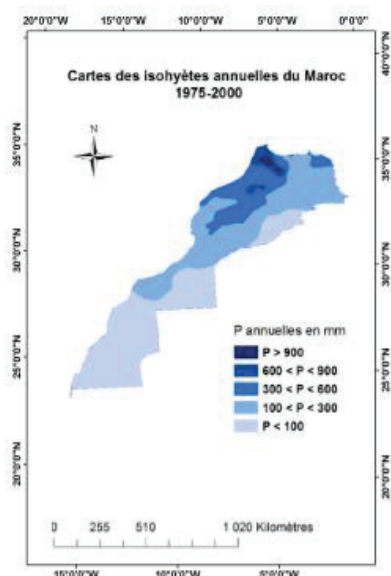 20°0'0"W 15°0'0"W 10°0'0"W 5°0'0"W 0°0'0"
Cartes des isohyètes annuelles du Maroc
1975-2000
N
35°0'0"N
30°0'0"N
25°0'0"N
20°0'0"N
40°0'0"N
35°0'0"N
30°0'0"N
25°0'0"N
20°0'0"N
P annuelles en mm
P > 900
600 < P < 900
300 < P < 600
100 < P < 300
P < 100
0 255 510 1 020 Kilomètres
15°0'0"W 10°0'0"W 5°0'0"W